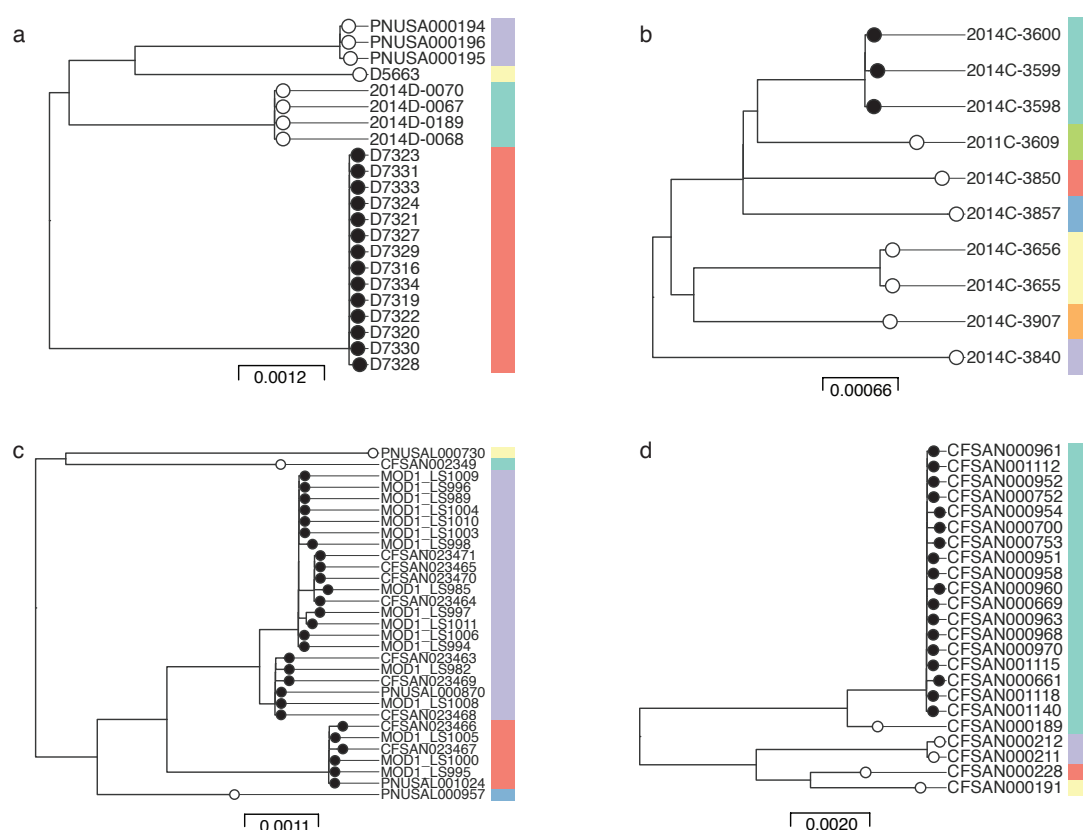 a
PNUSA000194
PNUSA000196
PNUSA000195
D5663
2014D-0070
2014D-0067
2014D-0189
2014D-0068
D7323
D7331
D7333
D7324
D7321
D7327
D7329
D7316
D7334
D7319
D7322
D7320
D7330
D7328
0.0012
b
2014C-3600
2014C-3599
2014C-3598
2011C-3609
2014C-3850
2014C-3857
2014C-3656
2014C-3655
2014C-3907
2014C-3840
0.00066
c
PNUSAL000730
CFSAN002349
MOD1_LS1009
MOD1_LS996
MOD1_LS989
MOD1_LS1004
MOD1_LS1010
MOD1_LS1003
MOD1_LS998
CFSAN023471
CFSAN023465
CFSAN023470
MOD1_LS985
CFSAN023464
MOD1_LS997
MOD1_LS1011
MOD1_LS1006
MOD1_LS994
CFSAN023463
MOD1_LS982
CFSAN023469
PNUSAL000870
MOD1_LS1008
CFSAN023468
CFSAN023466
MOD1_LS1005
CFSAN023467
MOD1_LS1000
MOD1_LS995
PNUSAL001024
PNUSAL000957
0.0011
d
CFSAN000961
CFSAN001112
CFSAN000952
CFSAN000752
CFSAN000954
CFSAN000700
CFSAN000753
CFSAN000951
CFSAN000958
CFSAN000960
CFSAN000669
CFSAN000963
CFSAN000968
CFSAN000970
CFSAN001115
CFSAN000661
CFSAN001118
CFSAN001140
CFSAN000189
CFSAN000212
CFSAN000211
CFSAN000228
CFSAN000191
0.0020